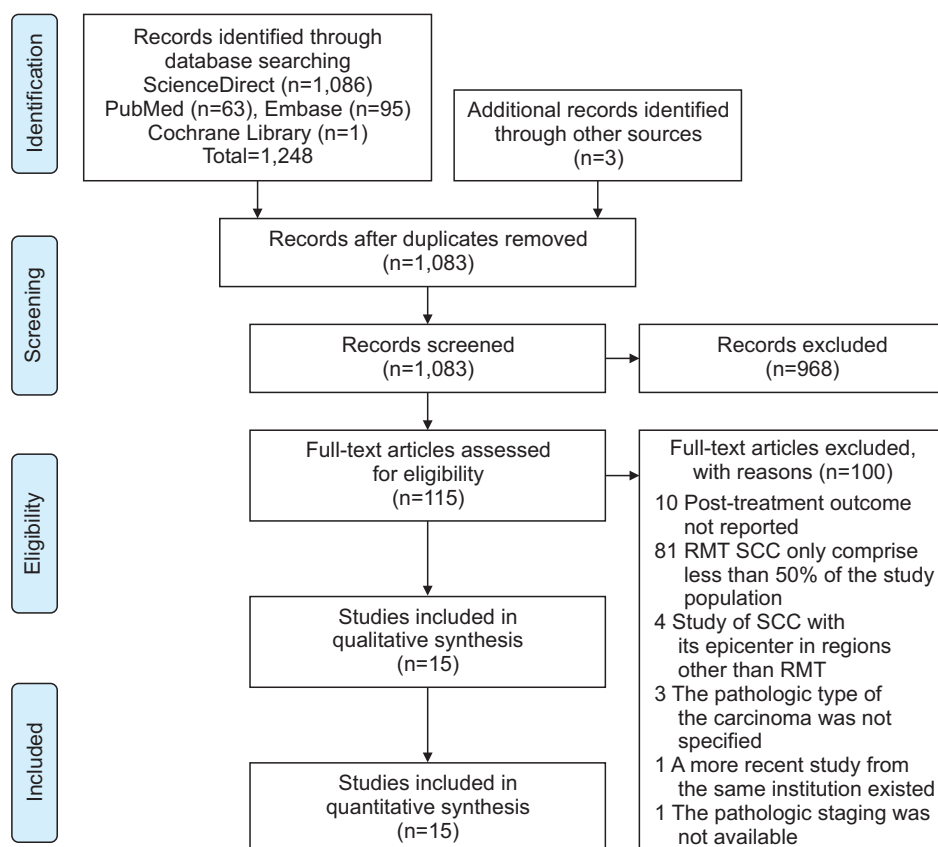 Identification
Records identified through
database searching
ScienceDirect (n=1,086)
PubMed (n=63), Embase (n=95)
Cochrane Library (n=1)
Total=1,248
Additional records identified
through other sources
(n=3)
Screening
Records after duplicates removed
(n=1,083)
Records screened
(n=1,083)
Records excluded
(n=968)
Eligibility
Full-text articles assessed
for eligibility
(n=115)
Full-text articles excluded,
with reasons (n=100)
10 Post-treatment outcome
not reported
81 RMT SCC only comprise
less than 50% of the study
population
4 Study of SCC with
its epicenter in regions
other than RMT
3 The pathologic type of
the carcinoma was not
specified
1 A more recent study from
the same institution existed
1 The pathologic staging was
not available
Studies included in
qualitative synthesis
(n=15)
Included
Studies included in
quantitative synthesis
(n=15)